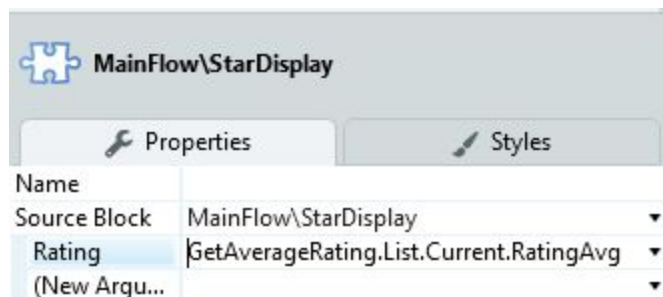 MainFlow\StarDisplay
Properties Styles
Name
Source Block MainFlow\StarDisplay
Rating GetAverageRating.List.Current.RatingAvg
(New Argu...